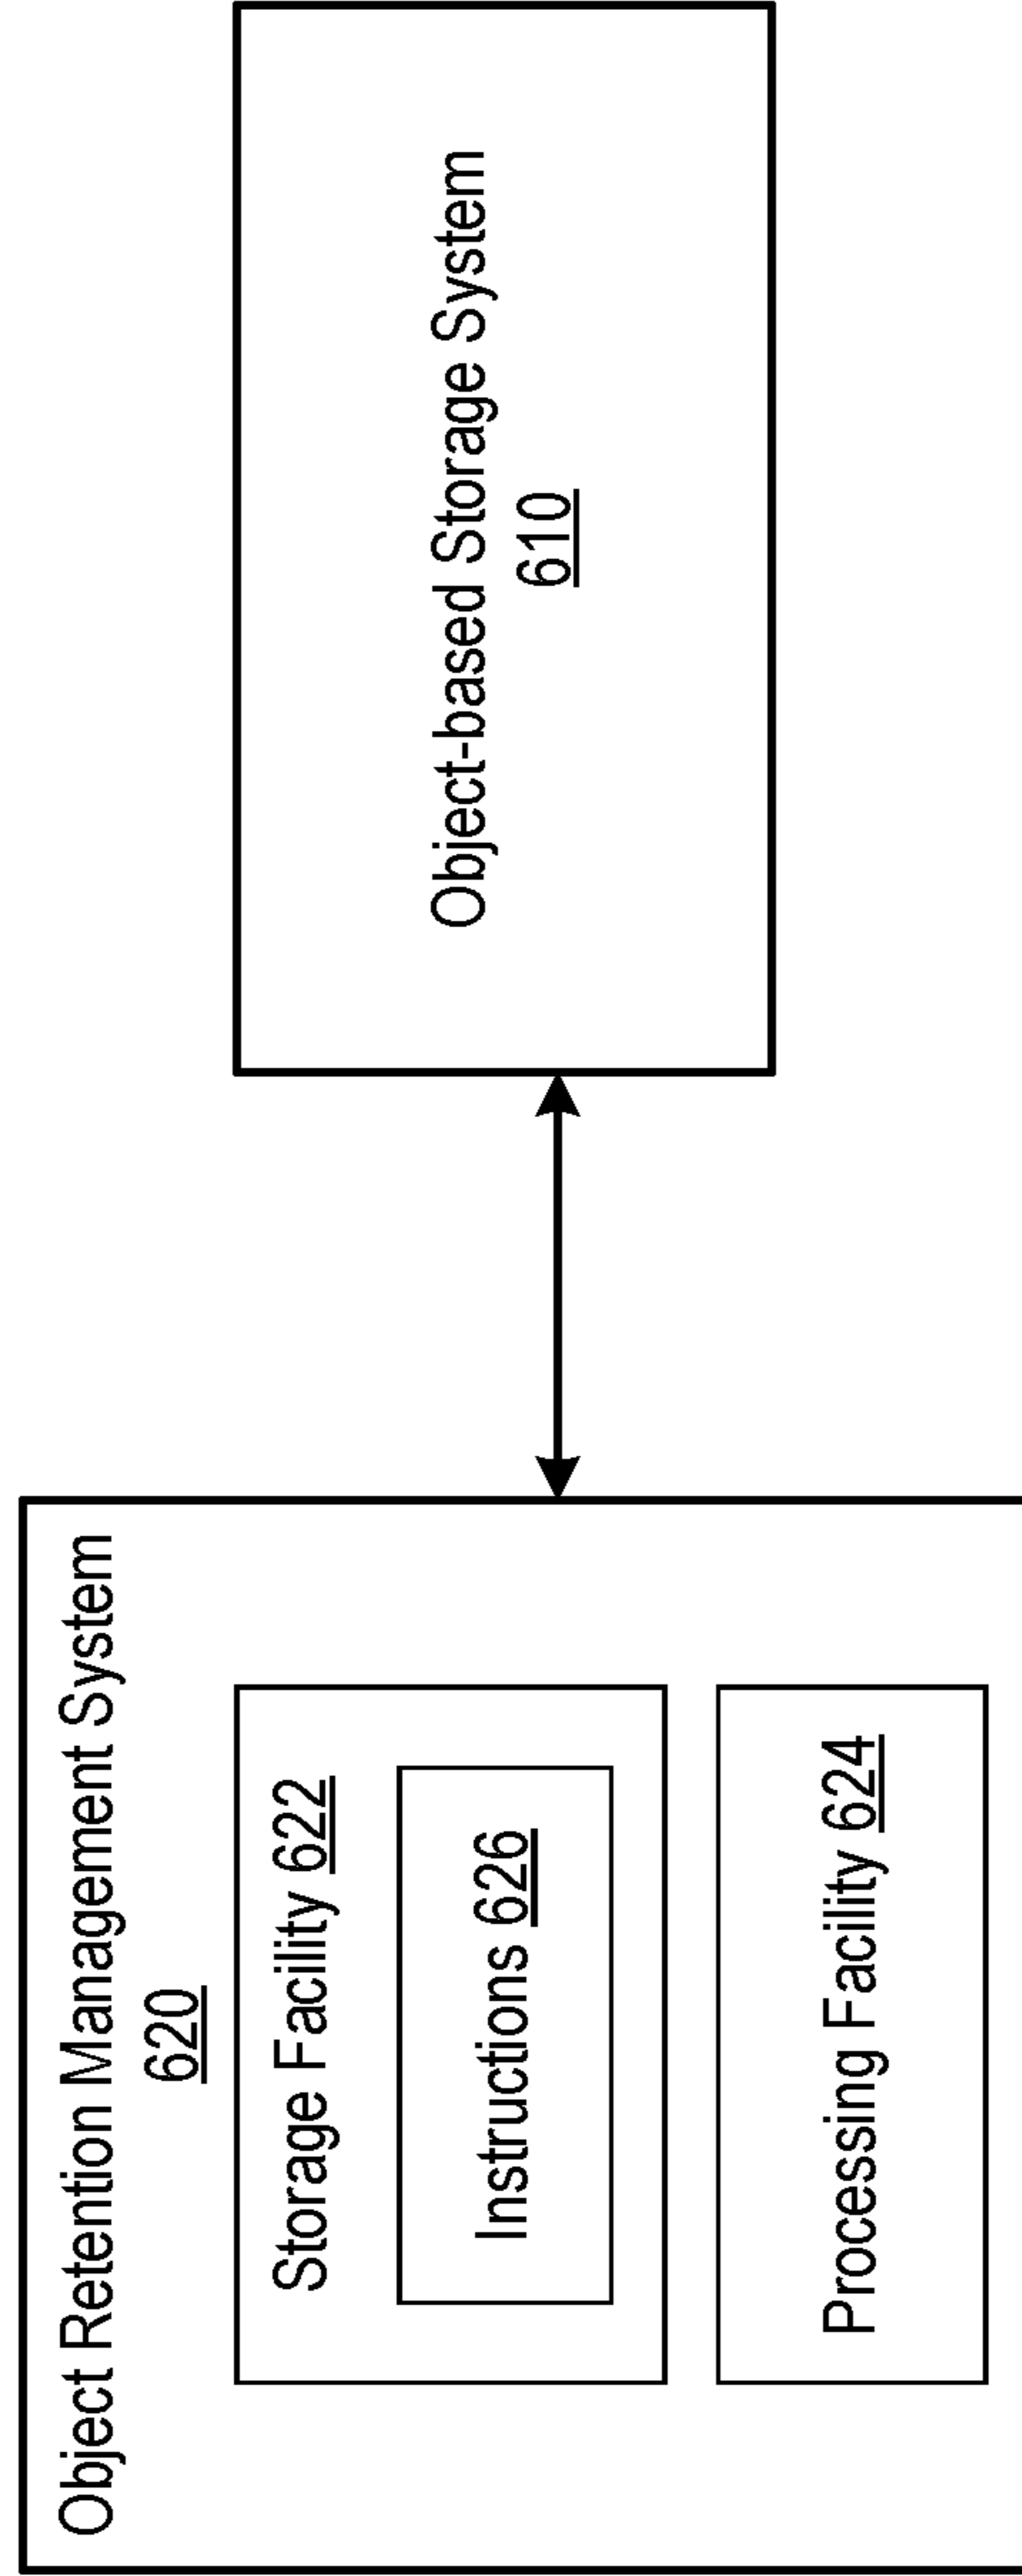 Object Retention Management System
620
Storage Facility 622
Instructions 626
Processing Facility 624
Object-based Storage System
610